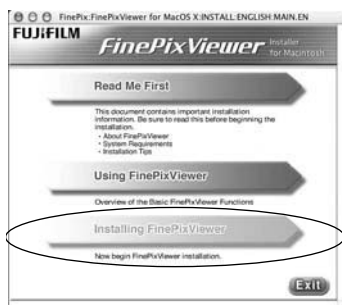 FinePix:FinePixViewer for MacOS X:INSTALL:ENGLISH:MAIN.EN
FUJIFILM
FinePixViewer Installer
for Macintosh
Read Me First
This document contains important installation
information. Be sure to read this before beginning the
installation.
- About FinePixViewer
- System Requirements
- Installation Tips
Using FinePixViewer
Overview of the Basic FinePixViewer Functions
Installing FinePixViewer
Now begin FinePixViewer installation.
Exit